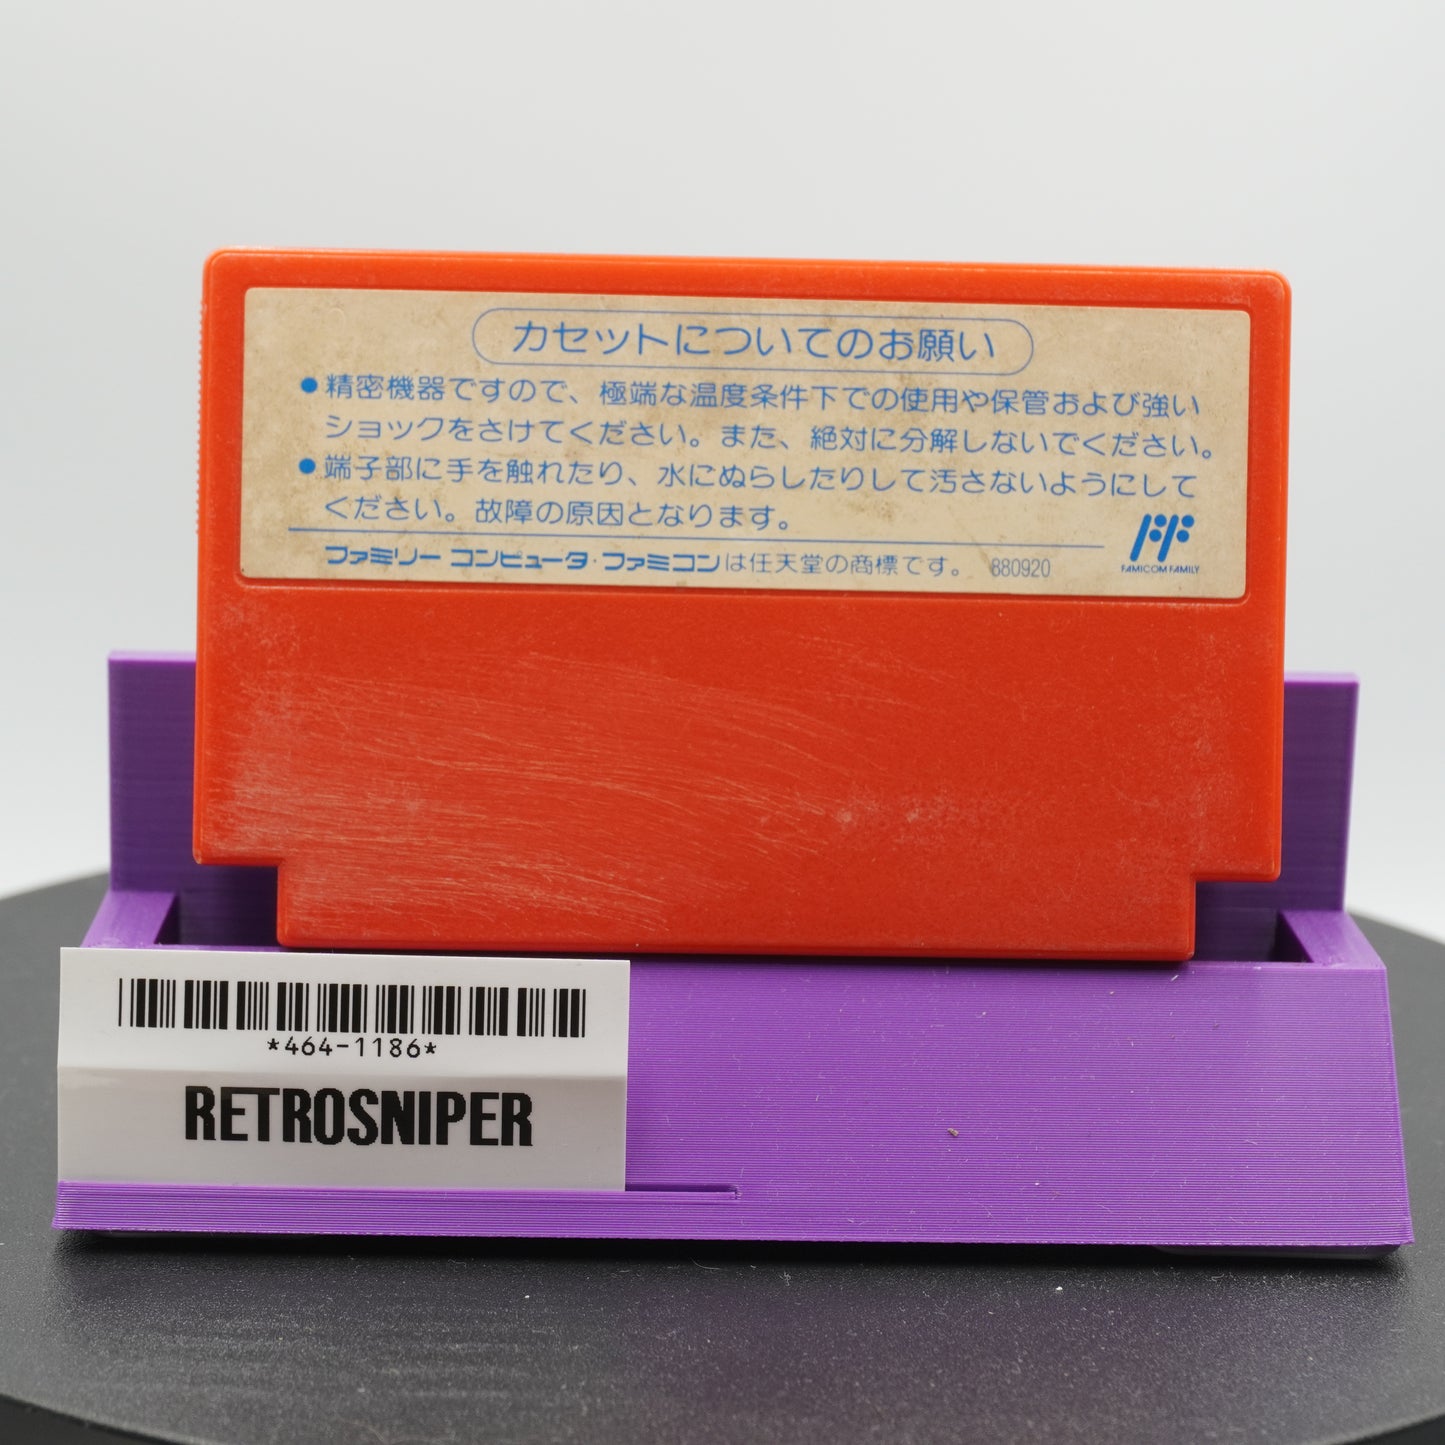 カセットについてのお願い
●精密機器ですので、極端な温度条件下での使用や保管および強い
ショックをさけてください。また、絶対に分解しないでください。
●端子部に手を触れたり、水にぬらしたりして汚さないようにして
ください。故障の原因となります。
ファミリー コンピュータ・ファミコンは任天堂の商標です。 880920
FF
FAMICOM FAMILY
*464-1186*
RETROSNIPER